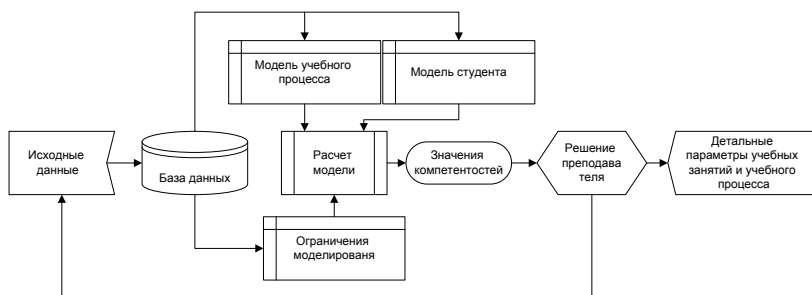 Модель учебного
процесса
Модель студента
Исходные
данные
База данных
Расчет
модели
Значения
компетентостей
Решение
преподава
теля
Детальные
параметры учебных
занятий и учебного
процесса
Ограничения
моделированя